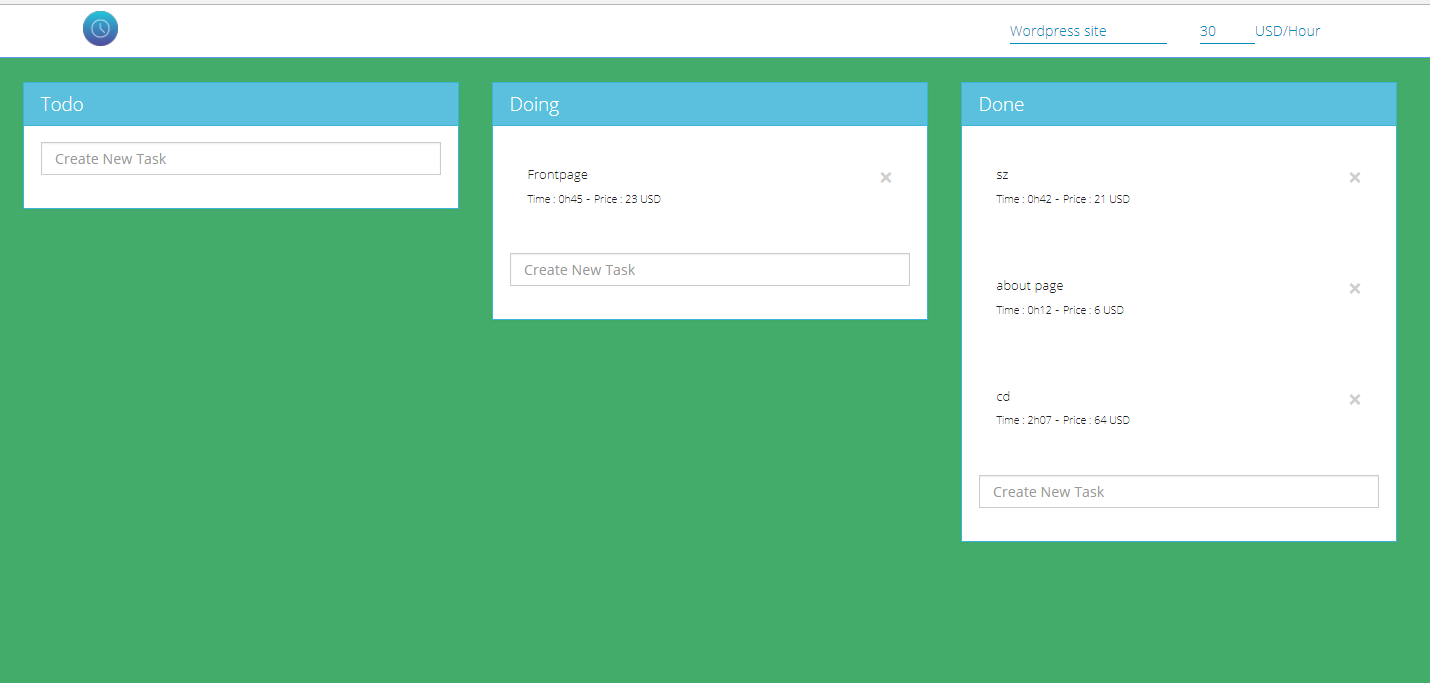 Wordpress site 30 USD/Hour
Todo
Create New Task
Doing
Frontpage
Time : 0h45 - Price : 23 USD
Create New Task
Done
sz
Time : 0h42 - Price : 21 USD
about page
Time : 0h12 - Price : 6 USD
cd
Time : 2h07 - Price : 64 USD
Create New Task